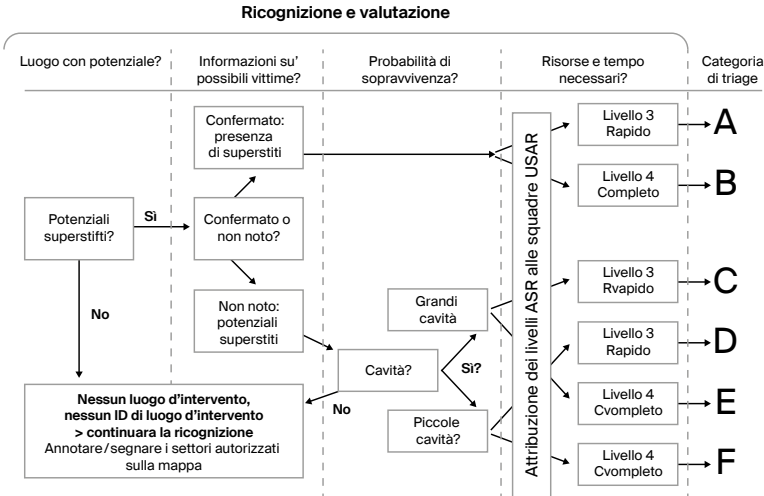 Ricognizione e valutazione
Luogo con potenziale?
Informazioni su'
possibili vittime?
Probabilità di
sopravvivenza?
Risorse e tempo
necessari?
Categoria
di triage
Confermato:
presenza
di superstiti
Livello 3
Rapido
A
Livello 4
Completo
B
Potenziali
superstifti?
Sì
Confermato o
non noto?
No
Non noto:
potenziali
superstiti
Grandi
cavità
Livello 3
Rvapido
C
Cavità?
Sì?
No
Livello 3
Rapido
D
Nessun luogo d'intervento,
nessun ID di luogo d'intervento
> continuara la ricognizione
Annotare/segnare i settori autorizzati
sulla mappa
Piccole
cavità?
Livello 4
Cvompleto
E
Livello 4
Cvompleto
F
Attribuzione dei livelli ASR alle squadre USAR